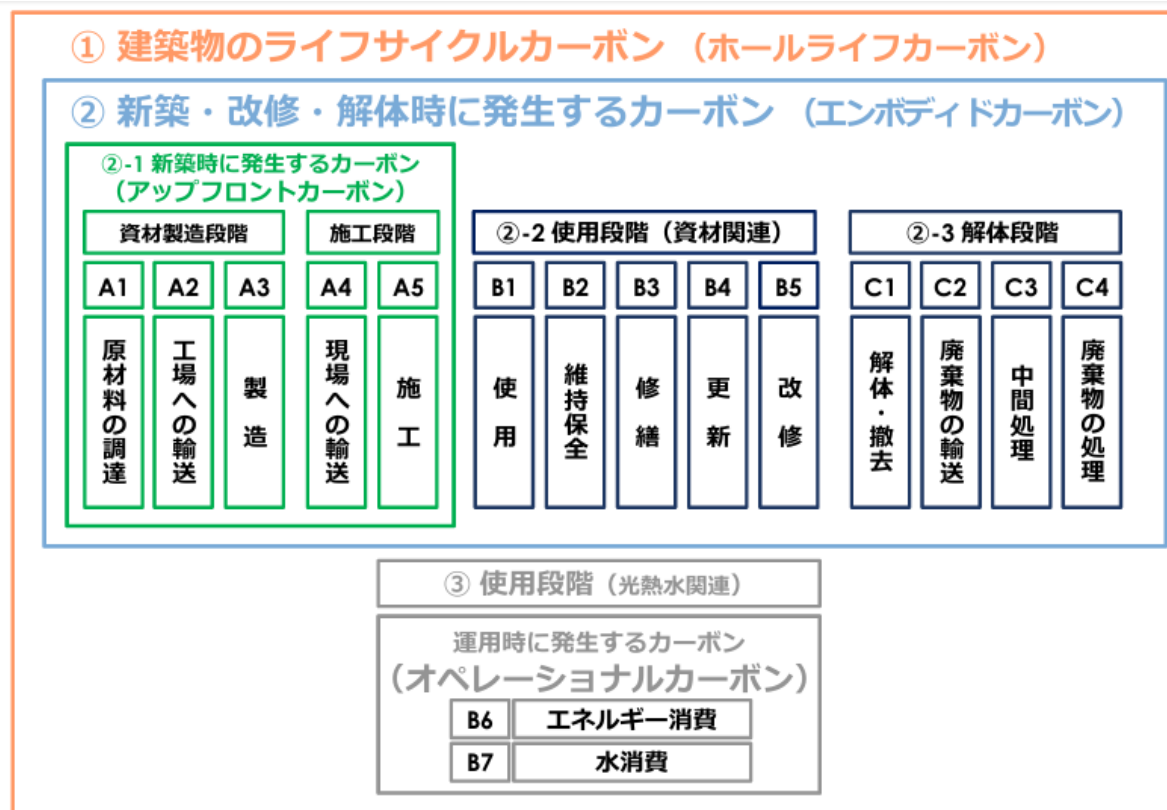 ① 建築物のライフサイクルカーボン（ホールライフカーボン）
② 新築・改修・解体時に発生するカーボン（エンボディドカーボン）
②-1 新築時に発生するカーボン
（アップフロントカーボン）
資材製造段階
施工段階
②-2 使用段階（資材関連）
②-3 解体段階
A1
A2
A3
A4
A5
B1
B2
B3
B4
B5
C1
C2
C3
C4
原材料の調達
工場への輸送
製造
現場への輸送
施工
使用
維持保全
修繕
更新
改修
解体・撤去
廃棄物の輸送
中間処理
廃棄物の処理
③ 使用段階（光熱水関連）
運用時に発生するカーボン
（オペレーショナルカーボン）
B6 エネルギー消費
B7 水消費